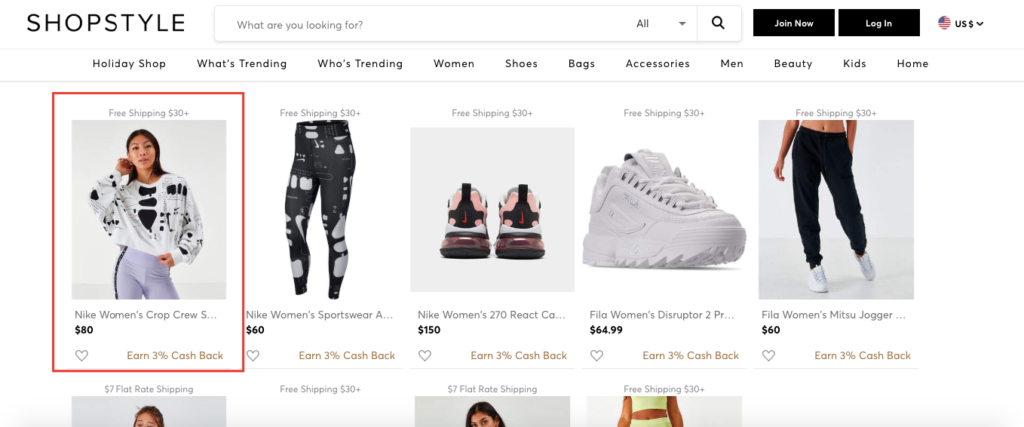 SHOPSTYLE
What are you looking for?
All
Join Now
Log In
US $
Holiday Shop
What's Trending
Who's Trending
Women
Shoes
Bags
Accessories
Men
Beauty
Kids
Home
Free Shipping $30+
Nike Women's Crop Crew S...
$80
Earn 3% Cash Back
Free Shipping $30+
Nike Women's Sportswear A...
$60
Earn 3% Cash Back
Free Shipping $30+
Nike Women's 270 React Ca...
$150
Earn 3% Cash Back
Free Shipping $30+
FILA
Fila Women's Disruptor 2 Pr...
$64.99
Earn 3% Cash Back
Free Shipping $30+
Fila Women's Mitsu Jogger ...
$60
Earn 3% Cash Back
$7 Flat Rate Shipping
Free Shipping $30+
$7 Flat Rate Shipping
Free Shipping $30+